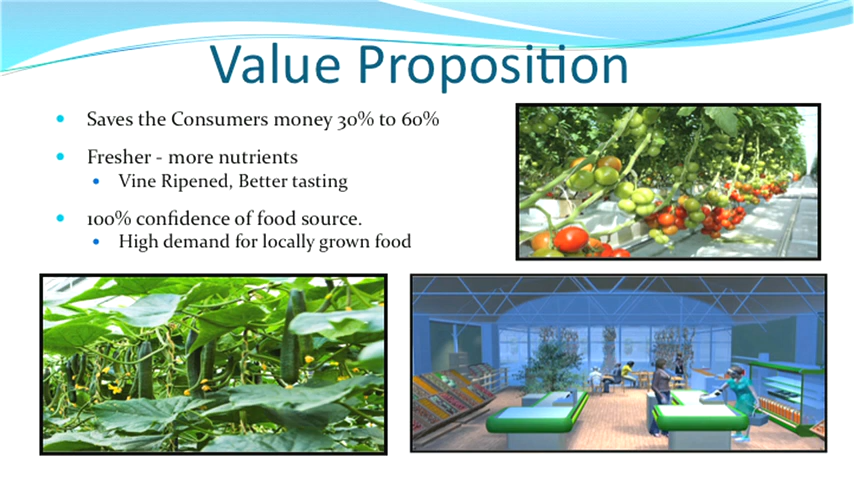 Value Proposition
Saves the Consumers money 30% to 60%
Fresher - more nutrients
Vine Ripened, Better tasting
100% confidence of food source.
High demand for locally grown food